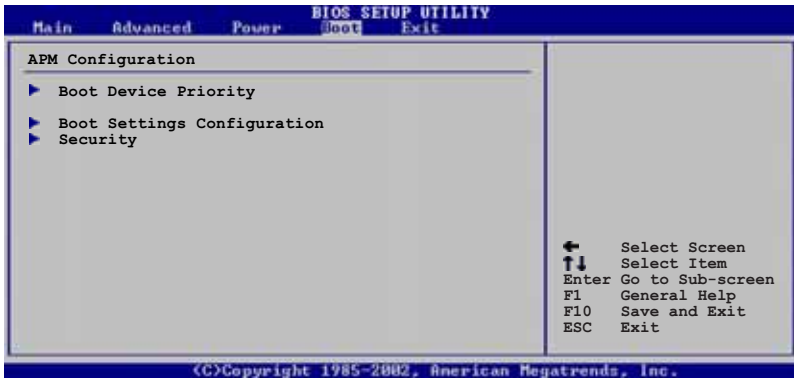 BIOS SETUP UTILITY
Main Advanced Power Boot Exit
APM Configuration
Boot Device Priority
Boot Settings Configuration
Security
← Select Screen
↑↓ Select Item
Enter Go to Sub-screen
F1 General Help
F10 Save and Exit
ESC Exit
(C)Copyright 1985-2002, American Megatrends, Inc.